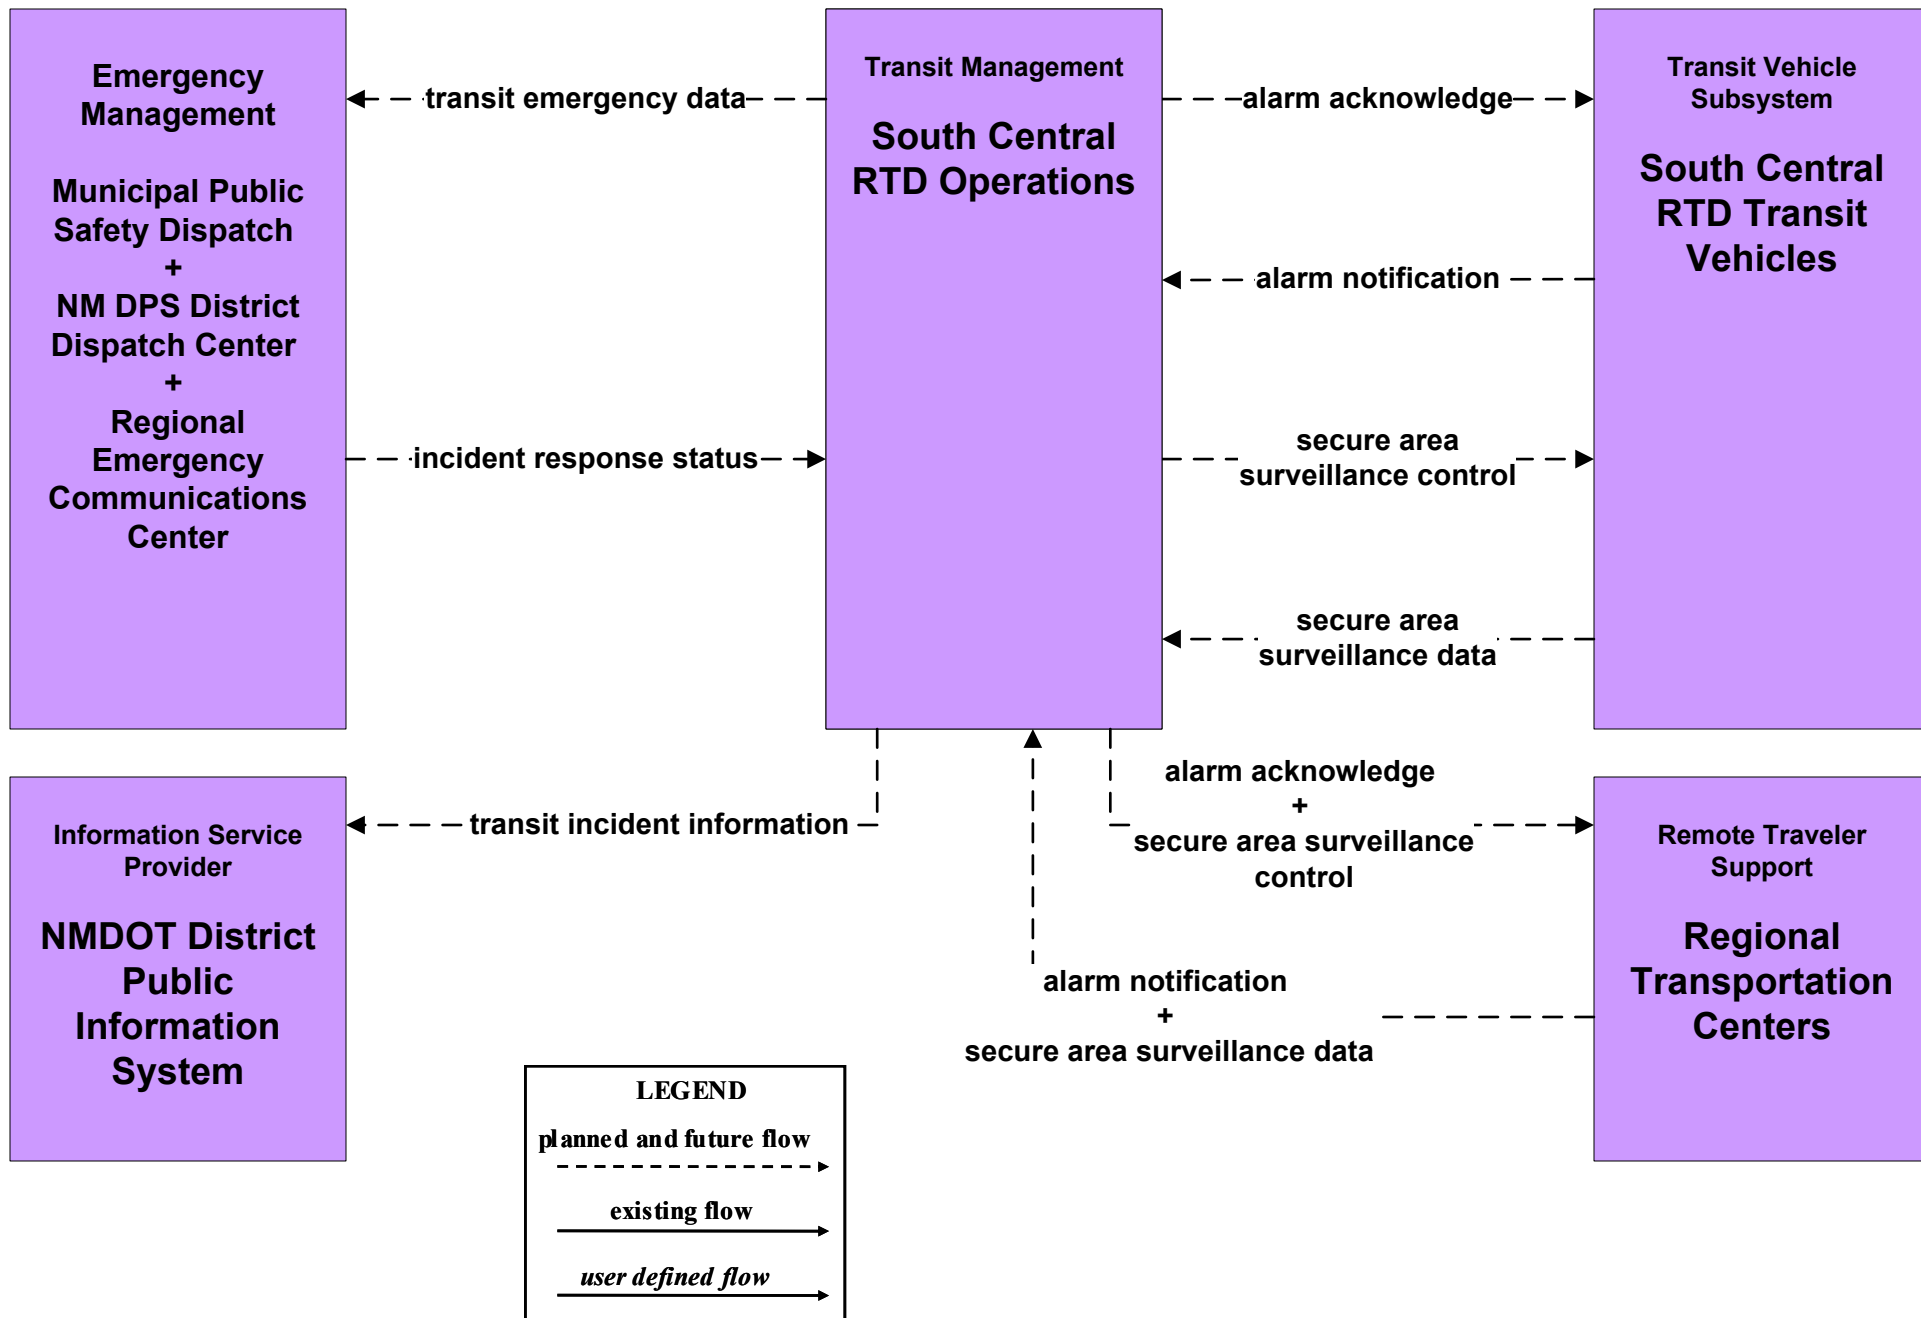 Emergency
Management
Municipal Public
Safety Dispatch
+
NM DPS District
Dispatch Center
+
Regional
Emergency
Communications
Center
transit emergency data
incident response status
Transit Management
South Central
RTD Operations
alarm acknowledge
alarm notification
secure area
surveillance control
secure area
surveillance data
Transit Vehicle
Subsystem
South Central
RTD Transit
Vehicles
Information Service
Provider
NMDOT District
Public
Information
System
transit incident information
alarm acknowledge
+
secure area surveillance
control
alarm notification
+
secure area surveillance data
Remote Traveler
Support
Regional
Transportation
Centers
LEGEND
planned and future flow
existing flow
user defined flow